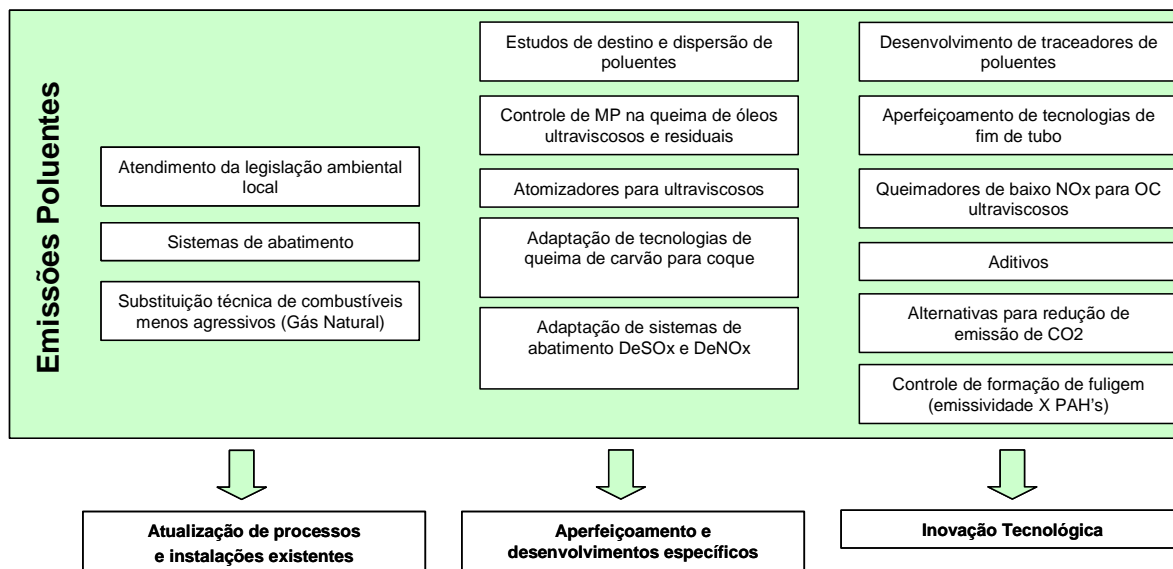 Emissões Poluentes
Atendimento da legislação ambiental
local
Sistemas de abatimento
Substituição técnica de combustíveis
menos agressivos (Gás Natural)
Estudos de destino e dispersão de
poluentes
Controle de MP na queima de óleos
ultraviscosos e residuais
Atomizadores para ultraviscosos
Adaptação de tecnologias de
queima de carvão para coque
Adaptação de sistemas de
abatimento DeSOx e DeNOx
Desenvolvimento de traceadores de
poluentes
Aperfeiçoamento de tecnologias de
fim de tubo
Queimadores de baixo NOx para OC
ultraviscosos
Aditivos
Alternativas para redução de
emissão de CO2
Controle de formação de fuligem
(emissividade X PAH's)
Atualização de processos
e instalações existentes
Aperfeiçoamento e
desenvolvimentos específicos
Inovação Tecnológica